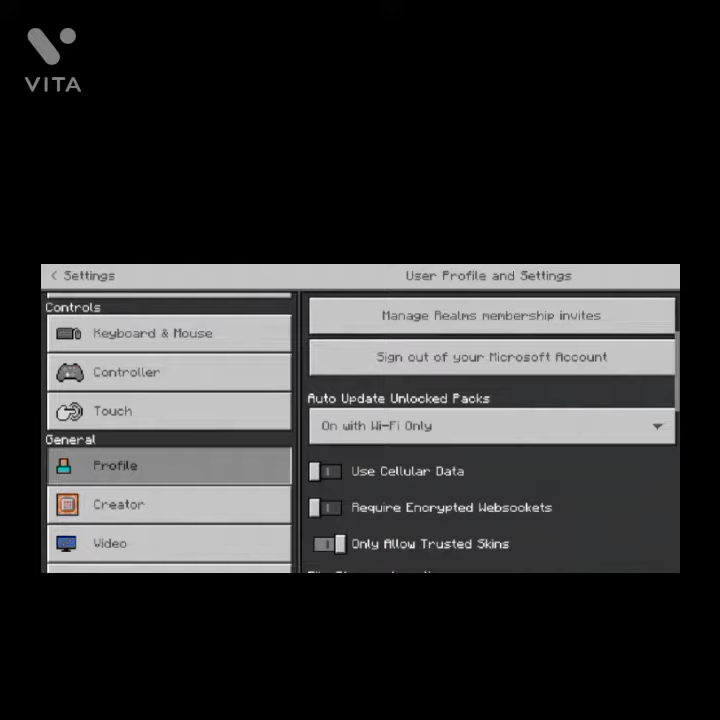 VITA
< Settings
User Profile and Settings
Controls
Keyboard & Mouse
Controller
Touch
General
Profile
Creator
Video
Manage Realms membership invites
Sign out of your Microsoft Account
Auto Update Unlocked Packs
On with Wi-Fi Only
Use Cellular Data
Require Encrypted Websockets
Only Allow Trusted Skins